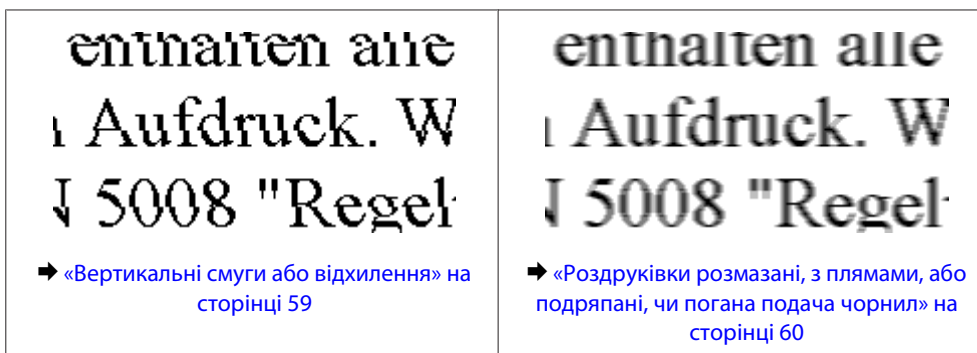 enthalten alle
Aufdruck. W
5008 "Regel-
➡ «Вертикальні смуги або відхилення» на
сторінці 59
enthalten alle
Aufdruck. W
5008 "Regel-
➡ «Роздруківки розмазані, з плямами, або
подряпані, чи погана подача чорнил» на
сторінці 60